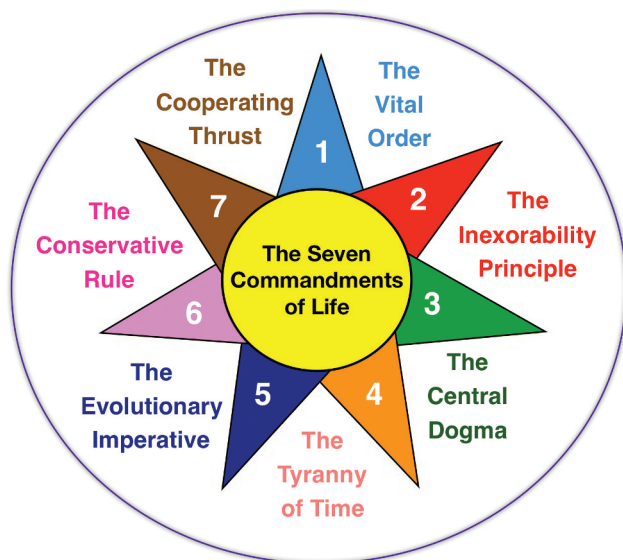 The Seven
Commandments
of Life
1
The
Vital
Order
2
The
Inexorability
Principle
3
The
Central
Dogma
4
The
Tyranny
of Time
5
The
Evolutionary
Imperative
6
The
Conservative
Rule
7
The
Cooperating
Thrust